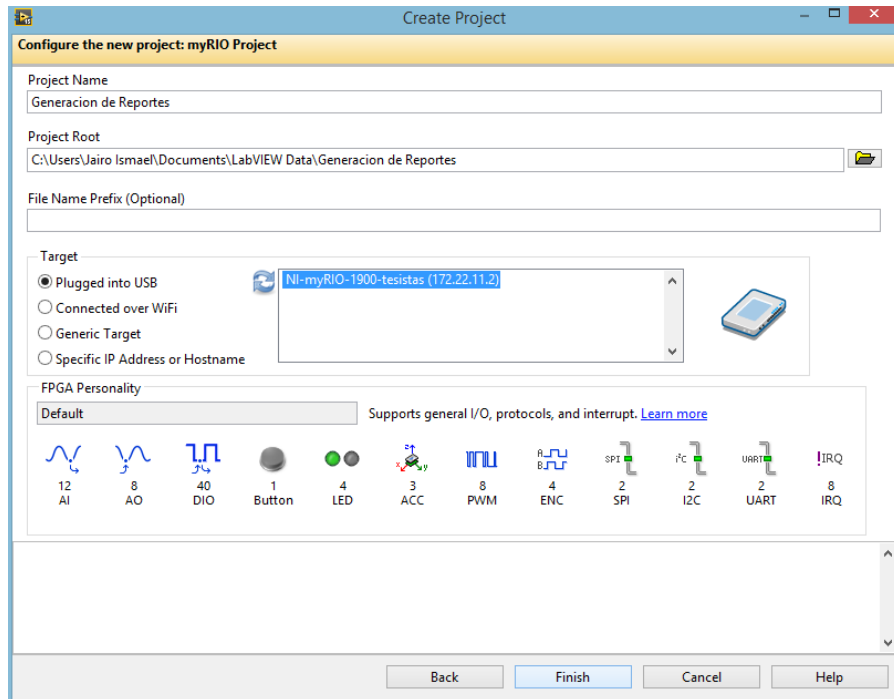 Create Project
Configure the new project: myRIO Project
Project Name
Generacion de Reportes
Project Root
C:\Users\Jairo Ismael\Documents\LabVIEW Data\Generacion de Reportes
File Name Prefix (Optional)
Target
Plugged into USB
NI-myRIO-1900-tesistas (172.22.11.2)
Connected over WiFi
Generic Target
Specific IP Address or Hostname
FPGA Personality
Default
Supports general I/O, protocols, and interrupt. Learn more
A B SPI I²C UART !IRQ
x y z
12 8 40 1 4 3 8 4 2 2 2 8
AI AO DIO Button LED ACC PWM ENC SPI I2C UART IRQ
Back Finish Cancel Help